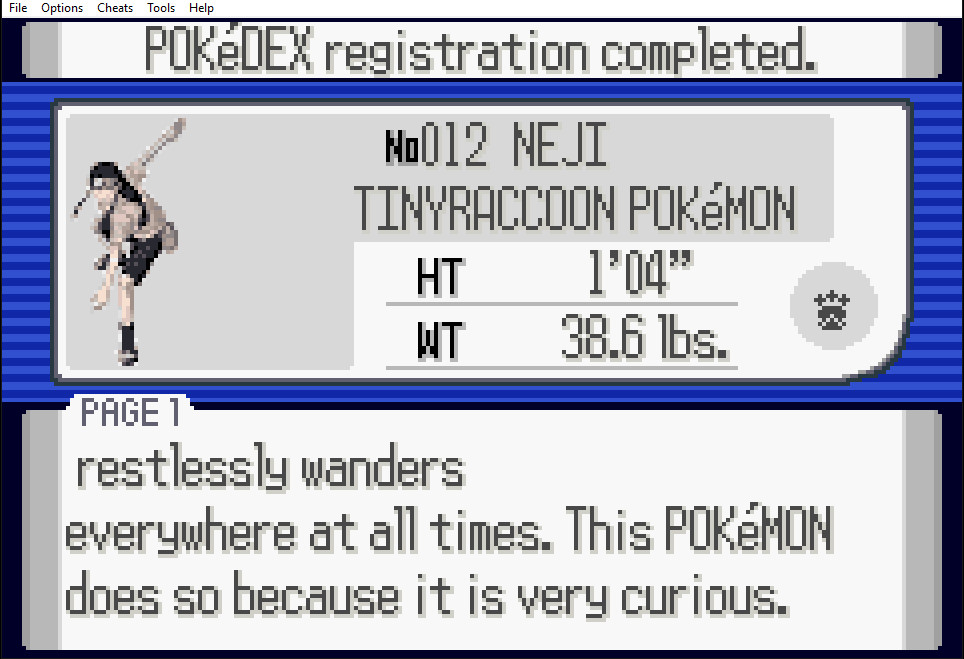 File Options Cheats Tools Help
POKéDEX registration completed.
No012 NEJI
TINYRACCOON POKéMON
HT 1'04”
WT 38.6 lbs.
PAGE 1
restlessly wanders
everywhere at all times. This POKéMON
does so because it is very curious.